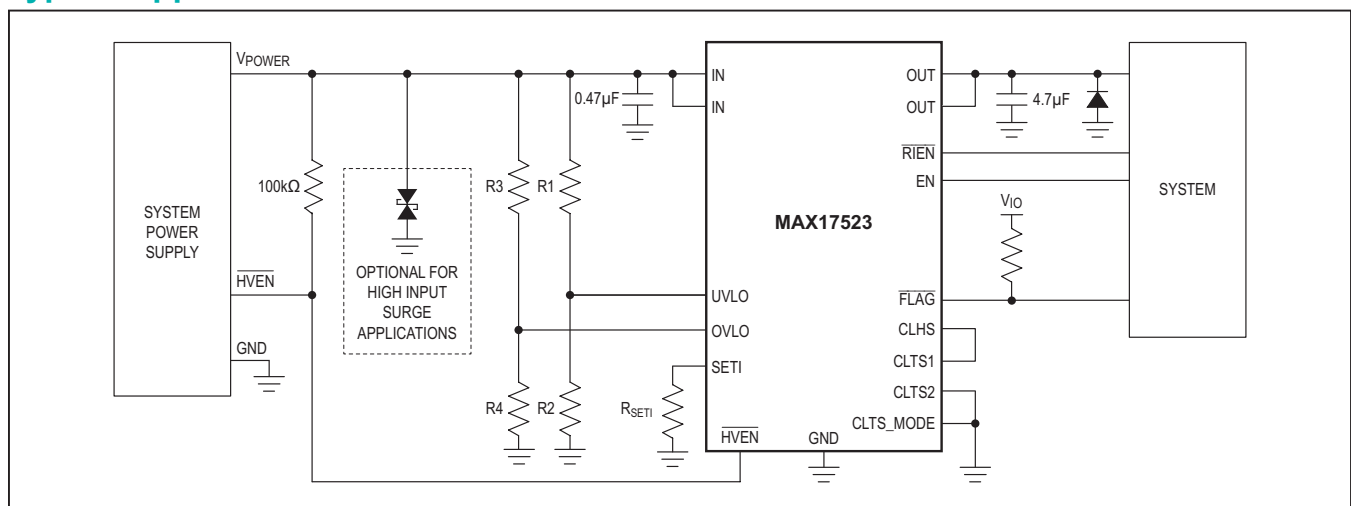 VPOWER
100kΩ
SYSTEM
POWER
SUPPLY
HVEN
GND
OPTIONAL FOR
HIGH INPUT
SURGE
APPLICATIONS
R3
R1
R4
R2
0.47µF
RSETI
IN
IN
UVLO
OVLO
SETI
HVEN
GND
MAX17523
OUT
OUT
RIEN
EN
FLAG
CLHS
CLTS1
CLTS2
CLTS_MODE
4.7µF
VIO
SYSTEM